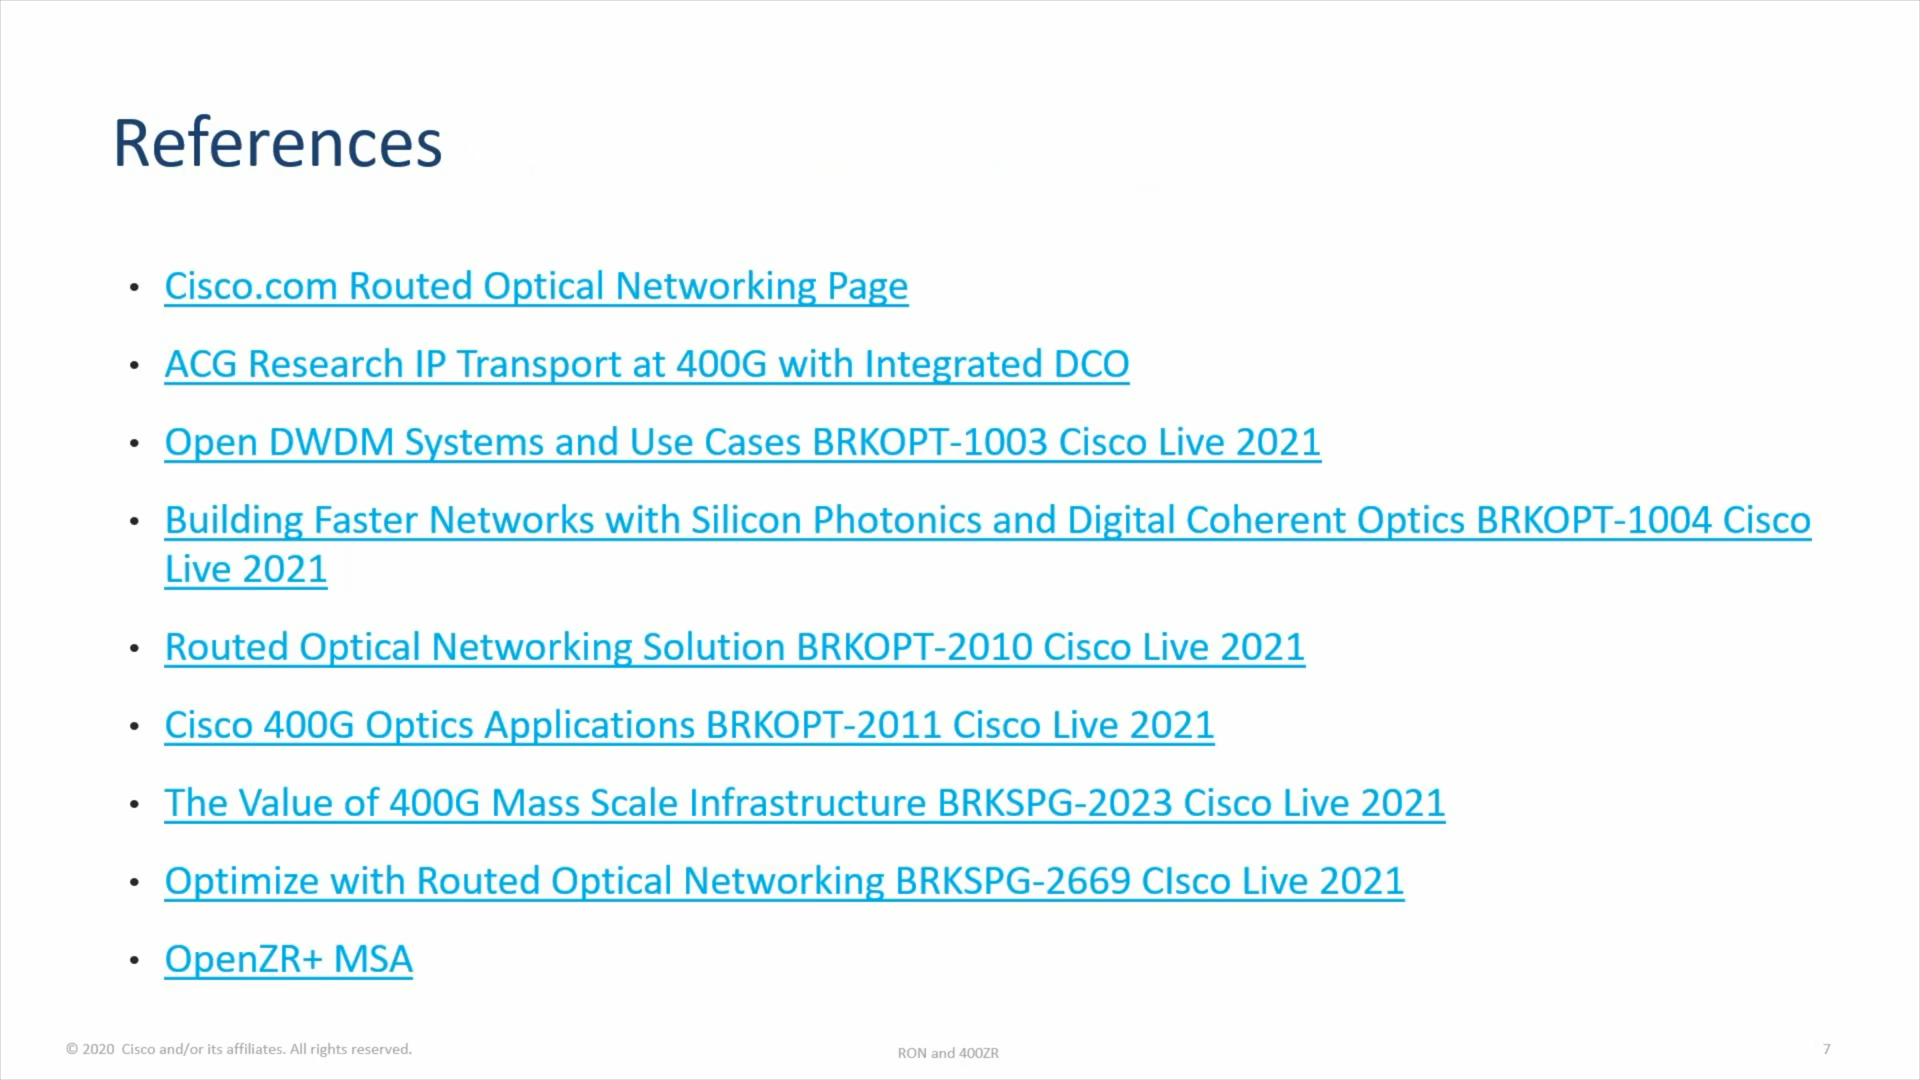 References
• Cisco.com Routed Optical Networking Page
• ACG Research IP Transport at 400G with Integrated DCO
• Open DWDM Systems and Use Cases BRKOPT-1003 Cisco Live 2021
• Building Faster Networks with Silicon Photonics and Digital Coherent Optics BRKOPT-1004 Cisco
Live 2021
• Routed Optical Networking Solution BRKOPT-2010 Cisco Live 2021
• Cisco 400G Optics Applications BRKOPT-2011 Cisco Live 2021
• The Value of 400G Mass Scale Infrastructure BRKSPG-2023 Cisco Live 2021
• Optimize with Routed Optical Networking BRKSPG-2669 CIsco Live 2021
• OpenZR+ MSA
© 2020 Cisco and/or its affiliates. All rights reserved.
RON and 400ZR
7